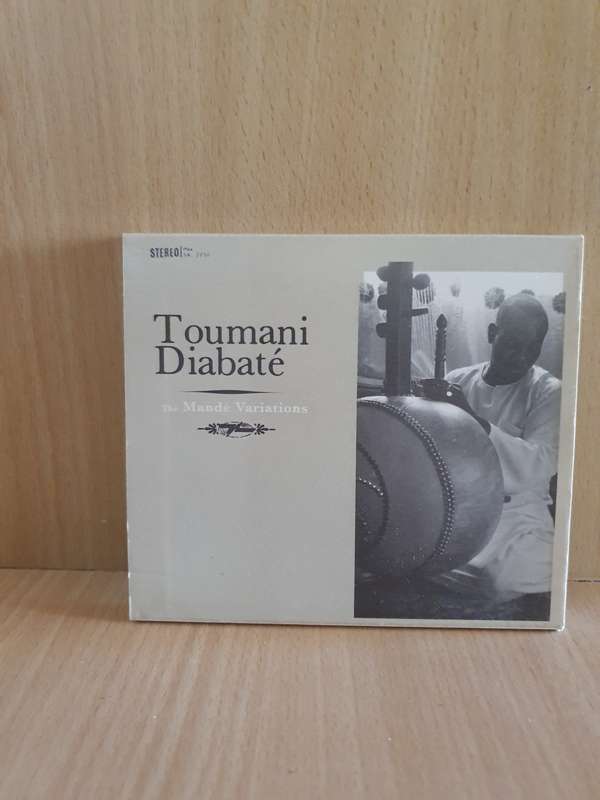 STEREO
Toumani
Diabaté
The Mandé Variations